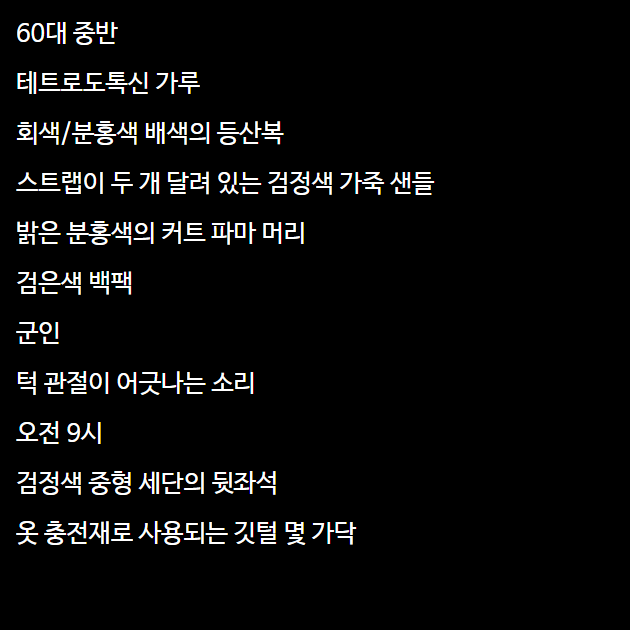 60대 중반
테트로도톡신 가루
회색/분홍색 배색의 등산복
스트랩이 두 개 달려 있는 검정색 가죽 샌들
밝은 분홍색의 커트 파마 머리
검은색 백팩
군인
턱 관절이 어긋나는 소리
오전 9시
검정색 중형 세단의 뒷좌석
옷 충전재로 사용되는 깃털 몇 가닥